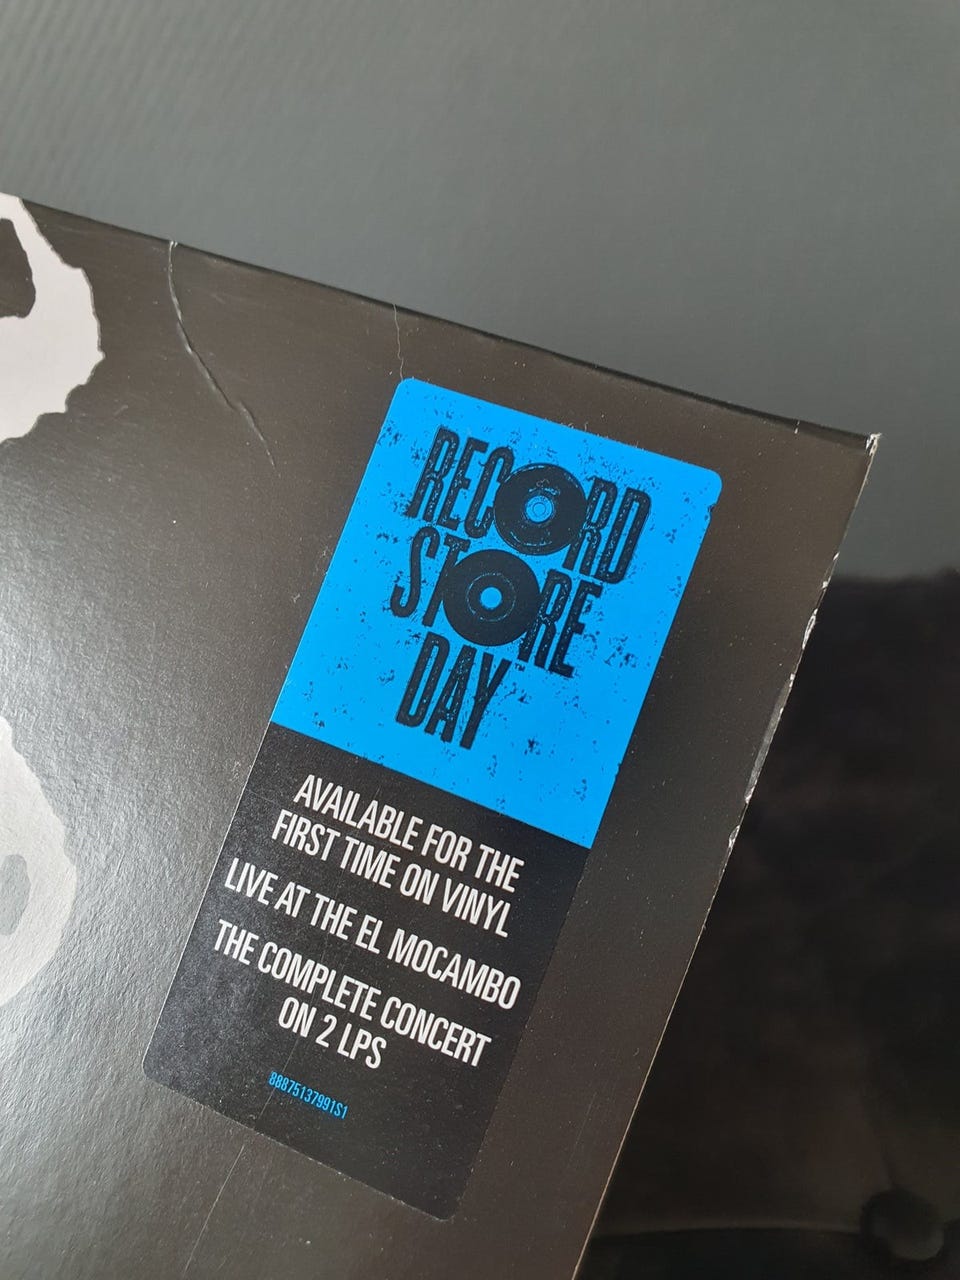 RECORD
STORE
DAY™
AVAILABLE FOR THE
FIRST TIME ON VINYL
LIVE AT THE EL MOCAMBO
THE COMPLETE CONCERT
ON 2 LPS
88875137991S1